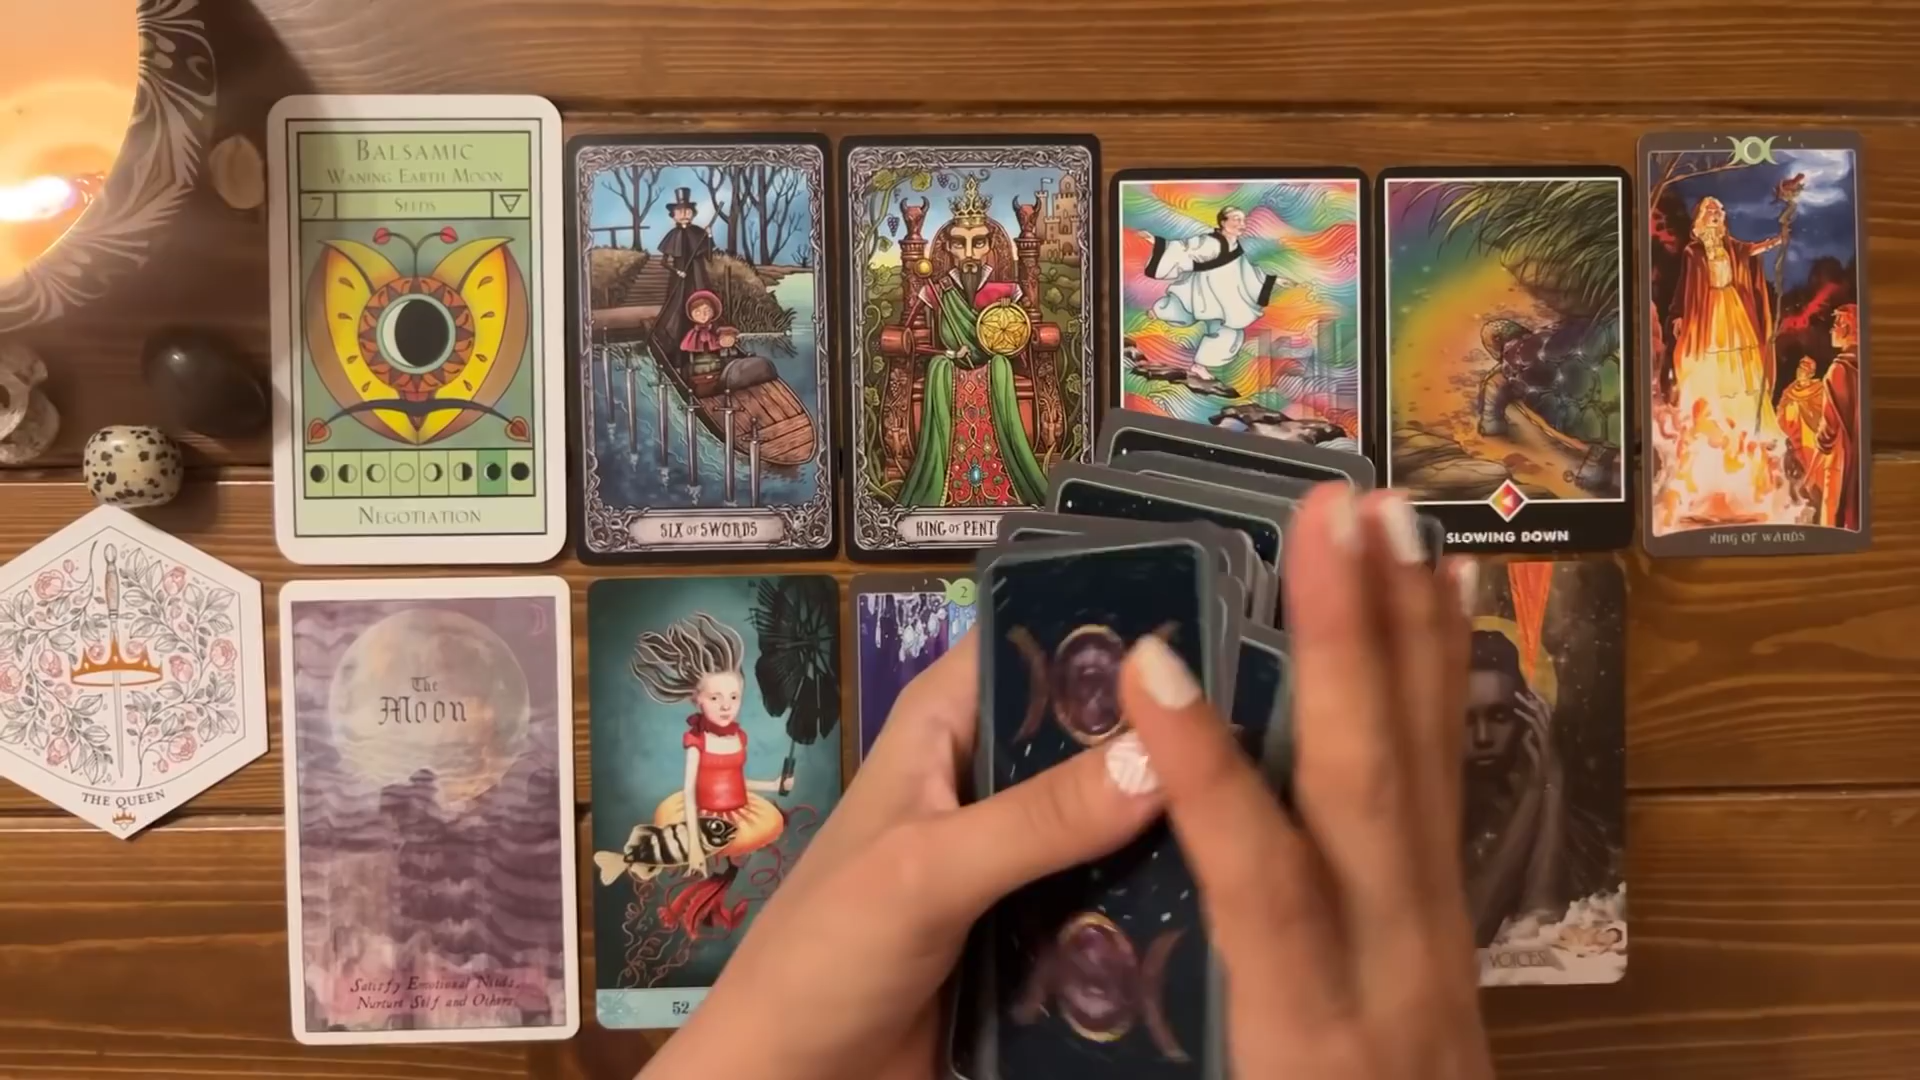 BALSAMIC
WANING EARTH MOON
7 SEEDS
NEGOTIATION
SIX OF SWORDS
KING OF PENT
SLOWING DOWN
KING OF WANDS
THE QUEEN
The
Moon
Satisfy Emotional Needs,
Nurture Self and Others
52
2
VOICES